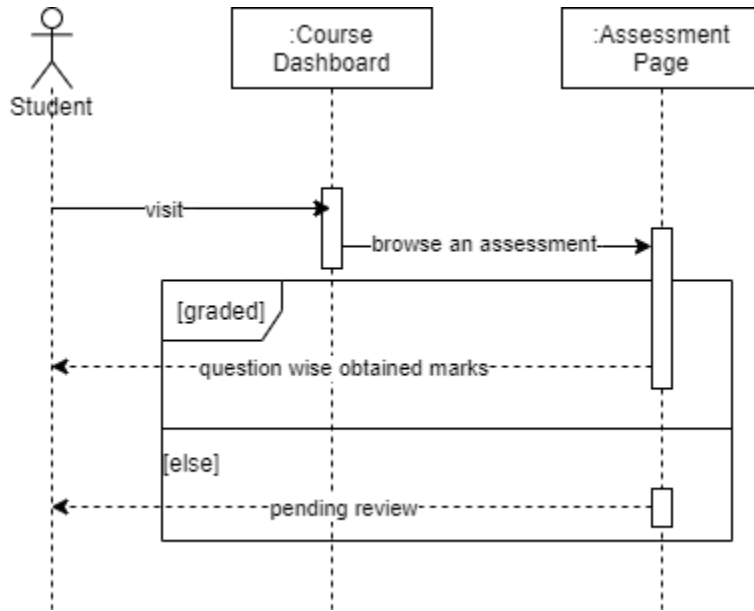 :Course
Dashboard
:Assessment
Page
Student
visit
browse an assessment
[graded]
question wise obtained marks
[else]
pending review